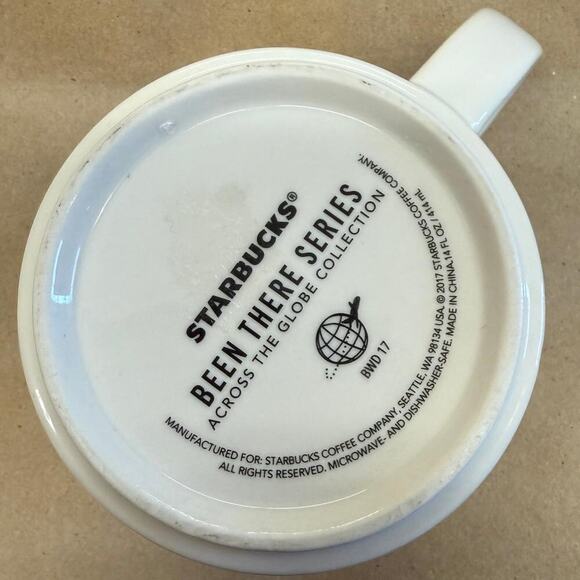 STARBUCKS®
BEEN THERE SERIES
ACROSS THE GLOBE COLLECTION
BWD 17
MANUFACTURED FOR: STARBUCKS COFFEE COMPANY, SEATTLE, WA 98134 USA. © 2017 STARBUCKS COFFEE COMPANY.
ALL RIGHTS RESERVED. MICROWAVE- AND DISHWASHER-SAFE. MADE IN CHINA.14 FL OZ / 414 mL